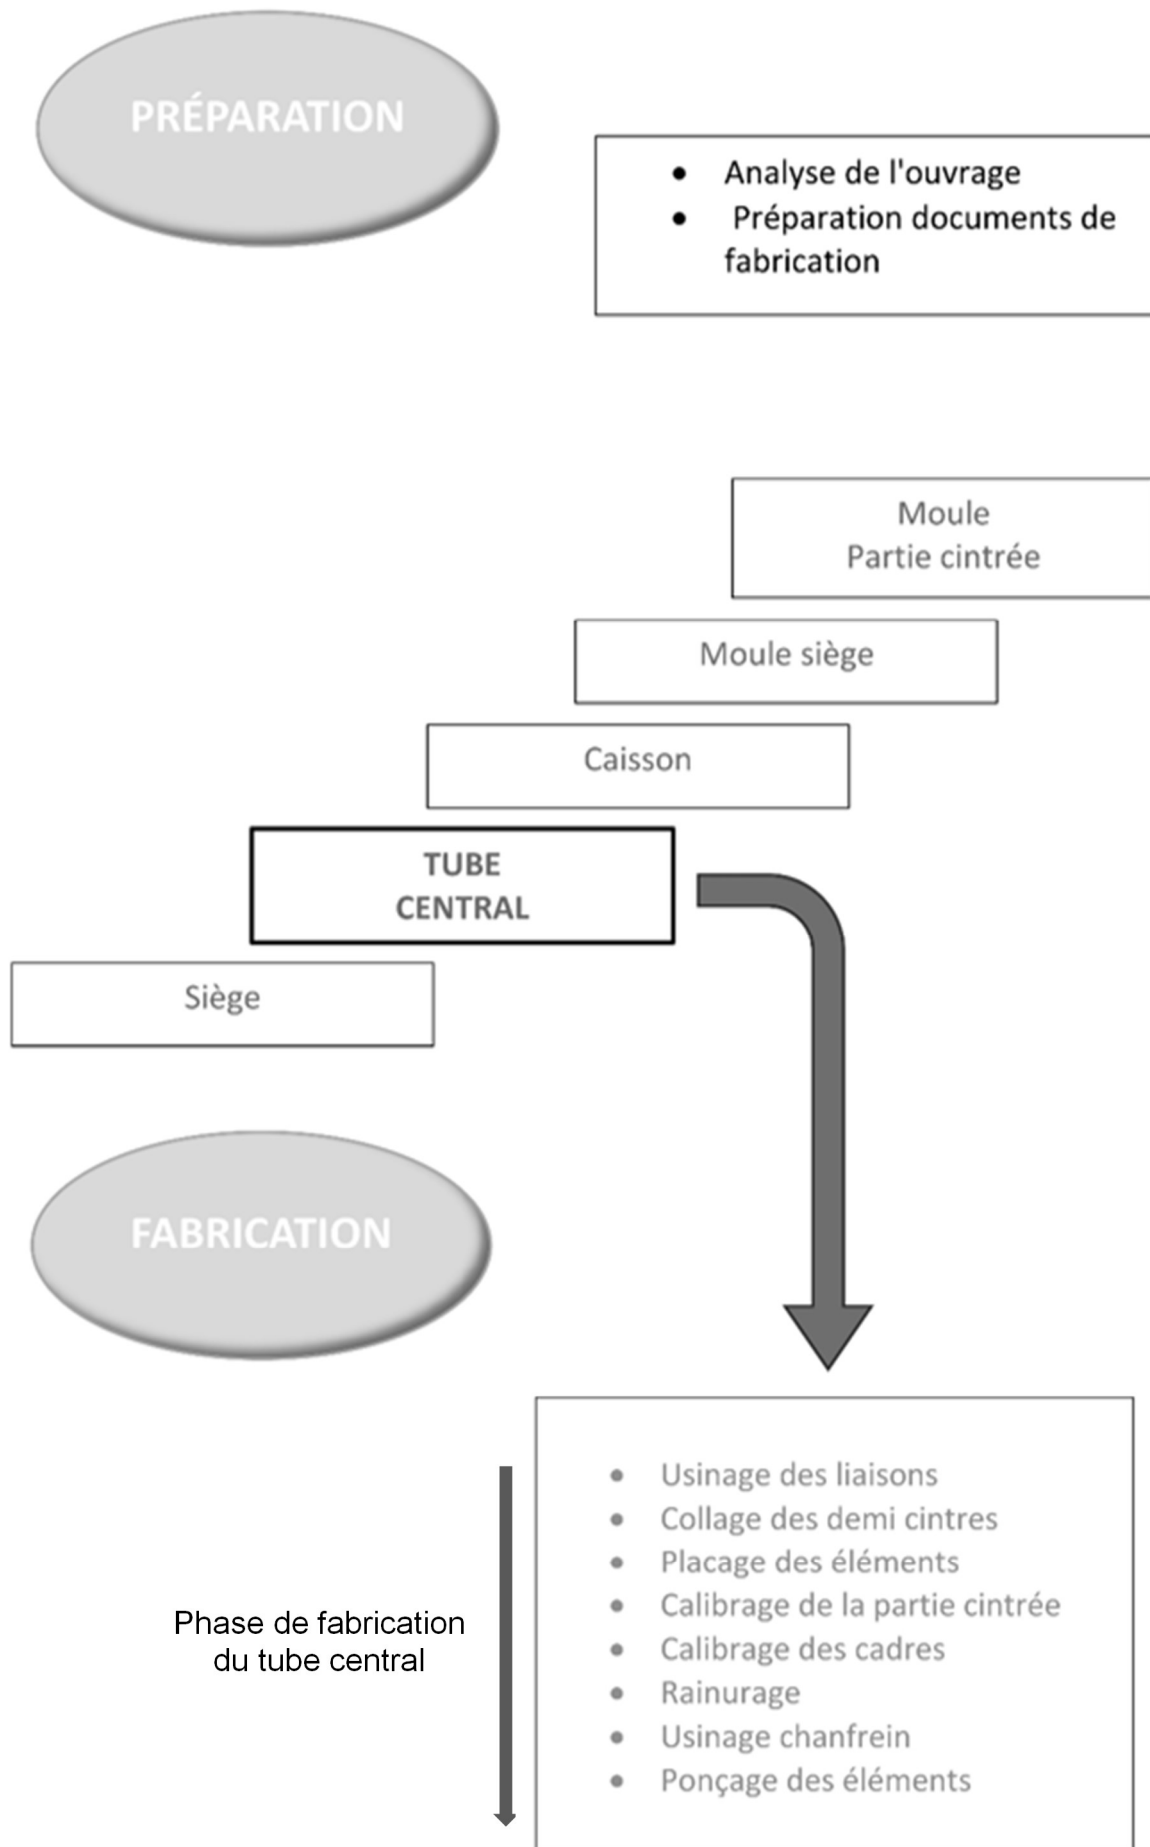 PRÉPARATION
• Analyse de l'ouvrage
• Préparation documents de
fabrication
Moule
Partie cintrée
Moule siège
Caisson
TUBE
CENTRAL
Siège
FABRICATION
Phase de fabrication
du tube central
• Usinage des liaisons
• Collage des demi cintres
• Placage des éléments
• Calibrage de la partie cintrée
• Calibrage des cadres
• Rainurage
• Usinage chanfrein
• Ponçage des éléments